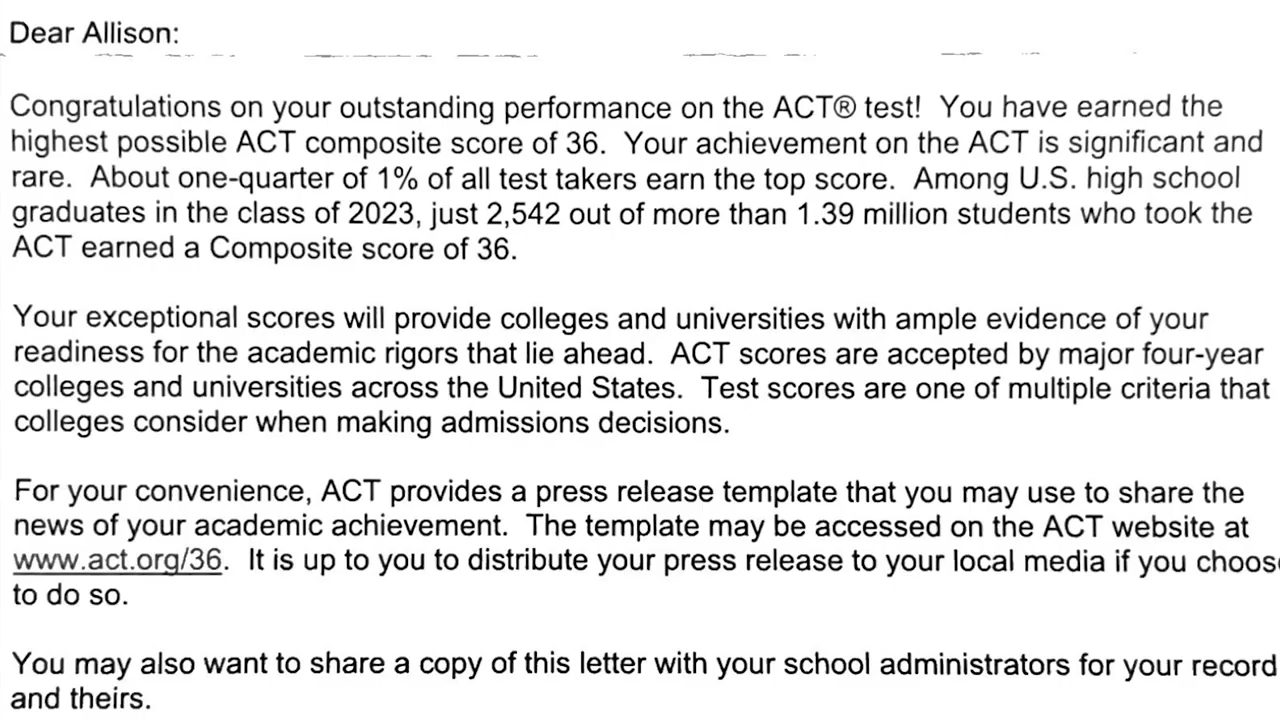 Dear Allison:
Congratulations on your outstanding performance on the ACT® test!  You have earned the
highest possible ACT composite score of 36.  Your achievement on the ACT is significant and
rare.  About one-quarter of 1% of all test takers earn the top score.  Among U.S. high school
graduates in the class of 2023, just 2,542 out of more than 1.39 million students who took the
ACT earned a Composite score of 36.
Your exceptional scores will provide colleges and universities with ample evidence of your
readiness for the academic rigors that lie ahead.  ACT scores are accepted by major four-year
colleges and universities across the United States.  Test scores are one of multiple criteria that
colleges consider when making admissions decisions.
For your convenience, ACT provides a press release template that you may use to share the
news of your academic achievement.  The template may be accessed on the ACT website at
www.act.org/36.  It is up to you to distribute your press release to your local media if you choose
to do so.
You may also want to share a copy of this letter with your school administrators for your record
and theirs.